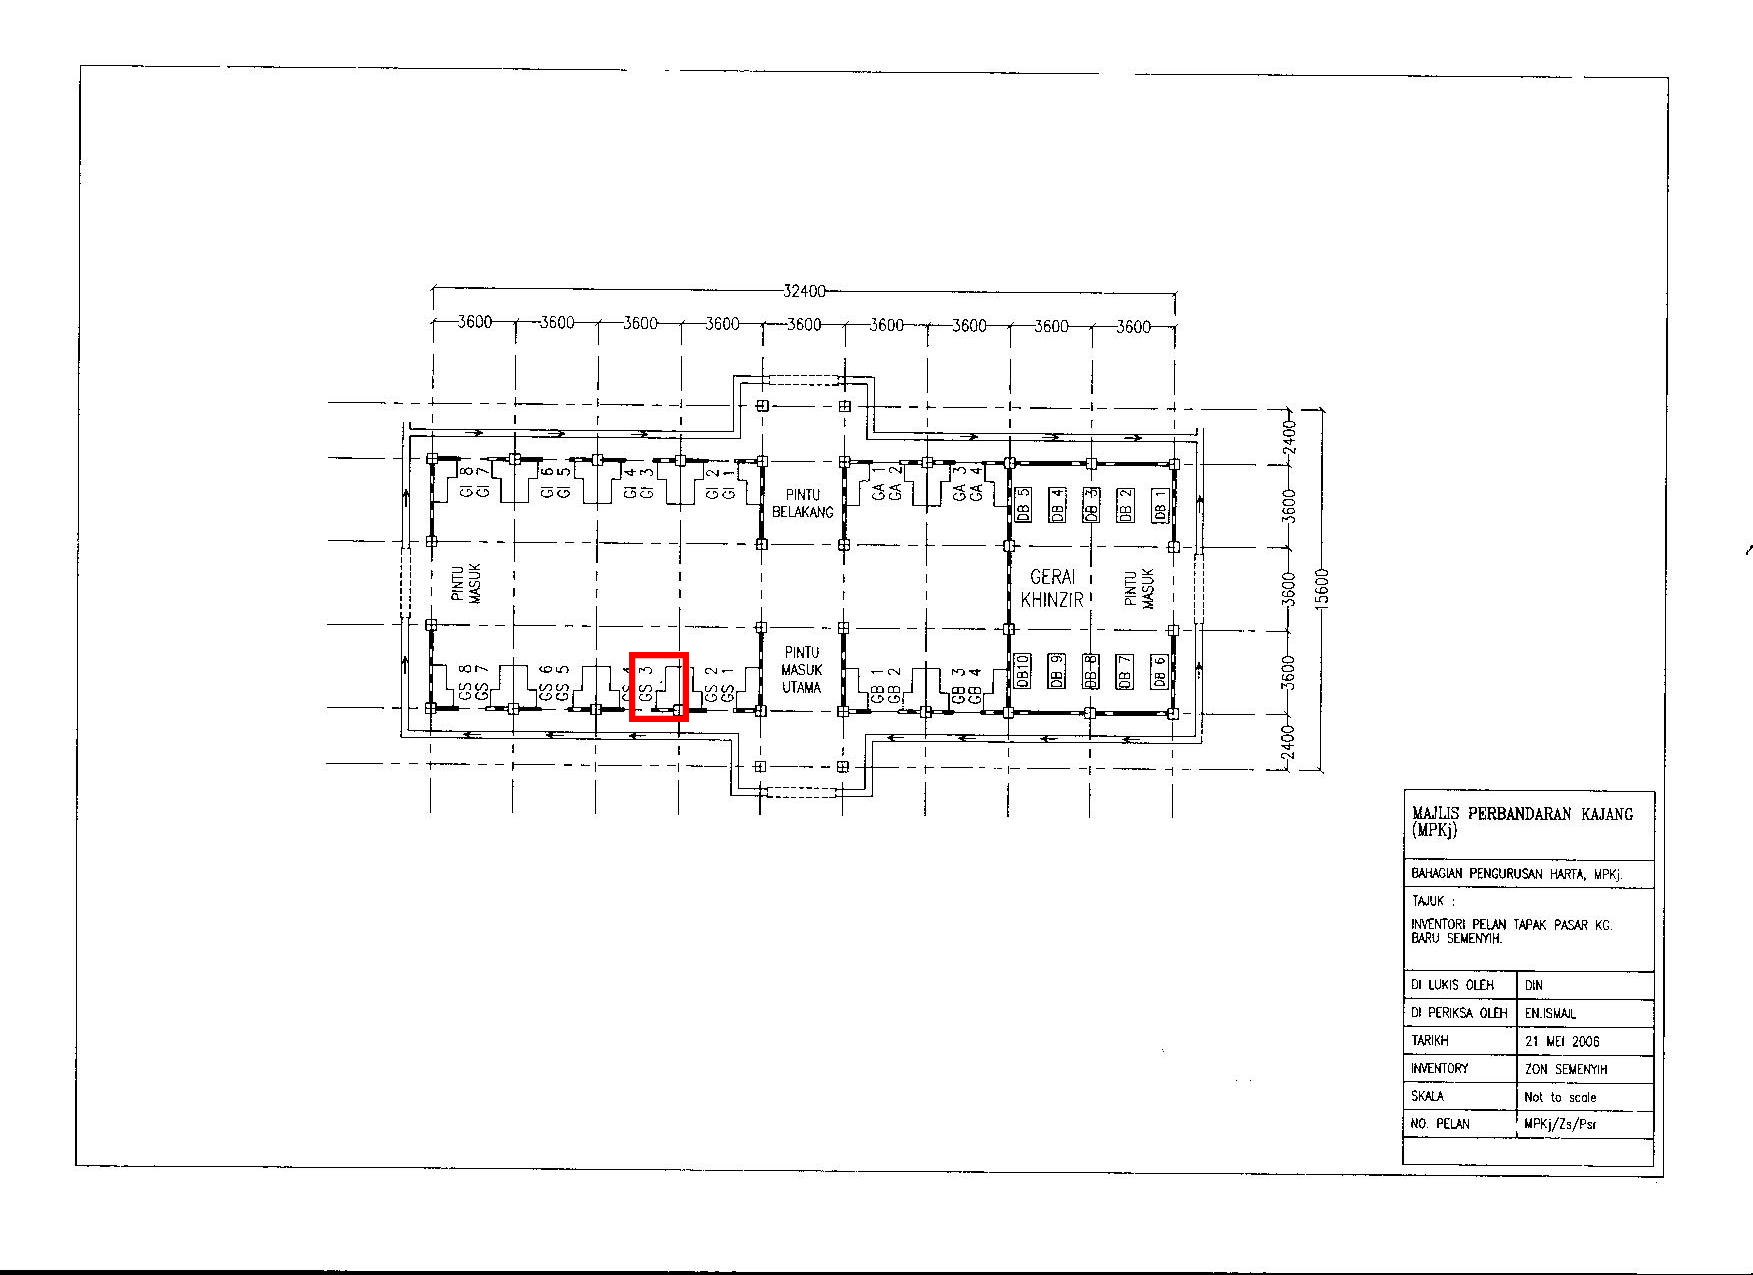 32400
3600 3600 3600 3600 3600 3600 3600 3600 3600
2400
3600
3600
3600
2400
15600
GI 8
GI 7
GI 6
GI 5
GI 4
GI 3
GI 2
GI 1
PINTU
BELAKANG
GA 1
GA 2
GA 3
GA 4
DB 5
DB 4
DB 3
DB 2
DB 1
PINTU
MASUK
GERAI
KHINZIR
PINTU
MASUK
GS 8
GS 7
GS 6
GS 5
GS 4
GS 3
GS 2
GS 1
PINTU
MASUK
UTAMA
GB 1
GB 2
GB 3
GB 4
DB10
DB 9
DB 8
DB 7
DB 6
MAJLIS PERBANDARAN KAJANG
(MPKj)
BAHAGIAN PENGURUSAN HARTA, MPKj.
TAJUK :
INVENTORI PELAN TAPAK PASAR KG.
BARU SEMENYIH.
DI LUKIS OLEH DIN
DI PERIKSA OLEH EN.ISMAIL
TARIKH 21 MEI 2006
INVENTORY ZON SEMENYIH
SKALA Not to scale
NO. PELAN MPKj/Zs/Psr